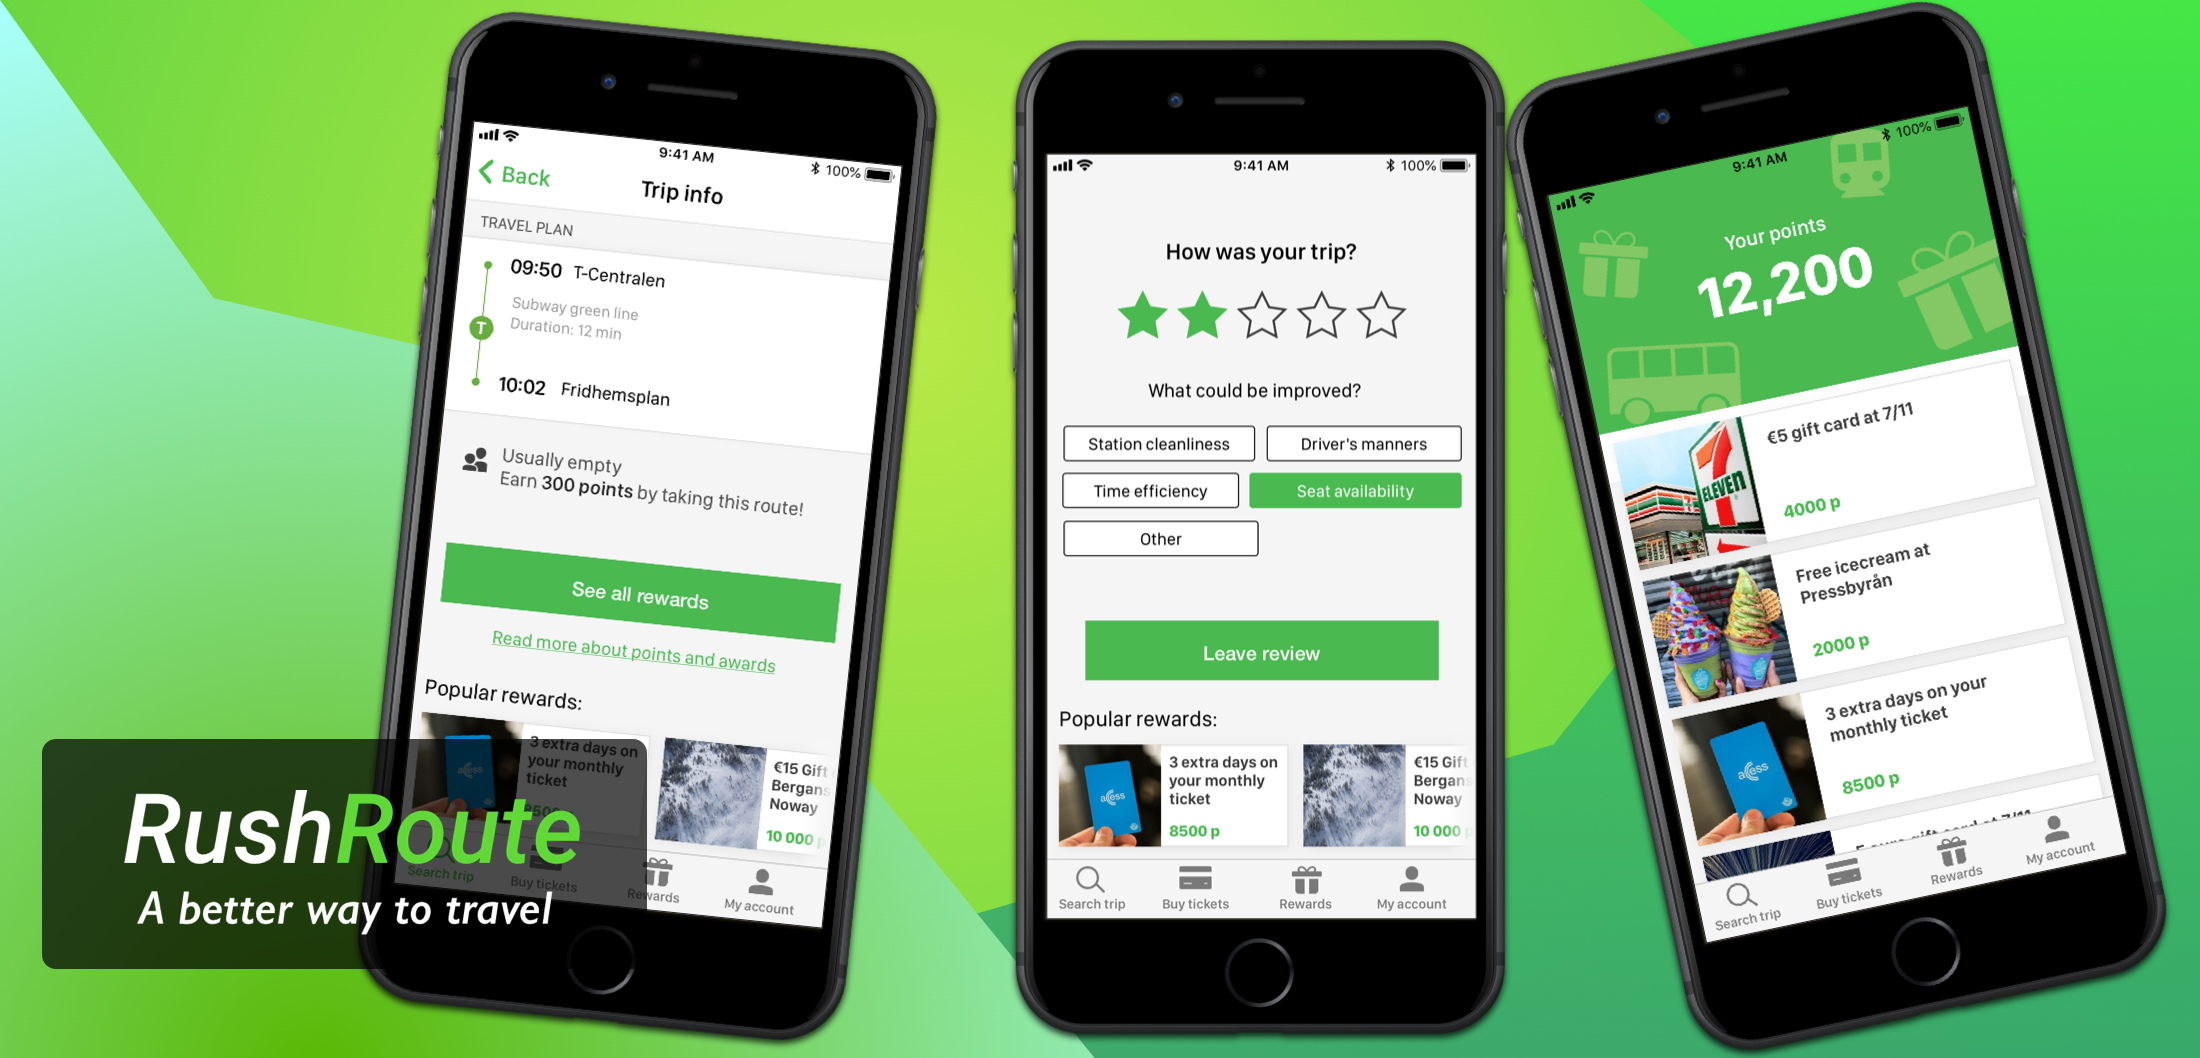 9:41 AM
100%
Back
Trip info
TRAVEL PLAN
09:50 T-Centralen
Subway green line
Duration: 12 min
T
10:02 Fridhemsplan
Usually empty
Earn 300 points by taking this route!
See all rewards
Read more about points and awards
Popular rewards:
3 extra days on
your monthly
ticket
8500
€15 Gift
Bergans
Noway
10 000 p
Search trip
Buy tickets
Rewards
My account
RushRoute
A better way to travel
9:41 AM
100%
How was your trip?
What could be improved?
Station cleanliness
Driver's manners
Time efficiency
Seat availability
Other
Leave review
Popular rewards:
access
3 extra days on
your monthly
ticket
8500 p
€15 Gift
Bergans
Noway
10 000 p
Search trip
Buy tickets
Rewards
My account
9:41 AM
100%
Your points
12,200
7
ELEVEN
€5 gift card at 7/11
4000 p
Free icecream at
Pressbyrån
2000 p
access
3 extra days on your
monthly ticket
8500 p
Search trip
Buy tickets
Rewards
My account